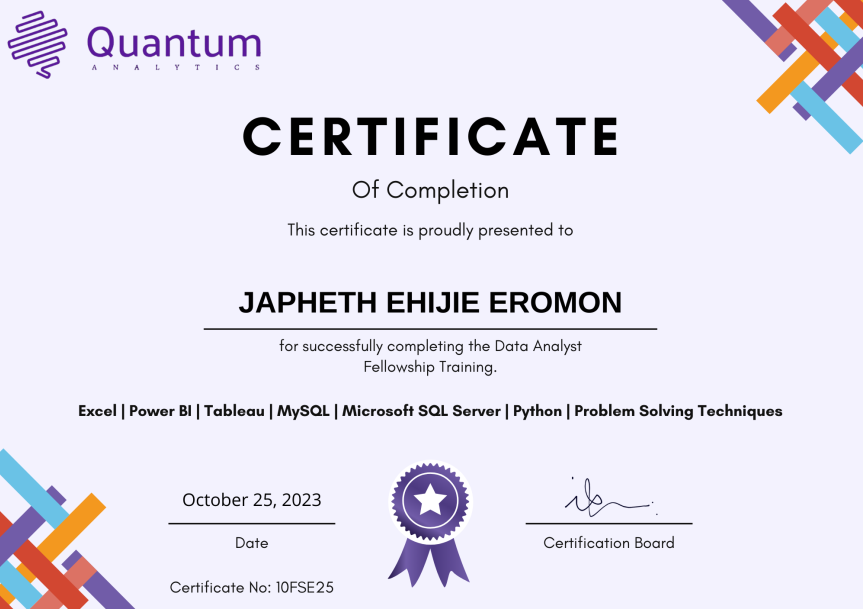 Quantum
ANALYTICS
CERTIFICATE
Of Completion
This certificate is proudly presented to
JAPHETH EHIJIE EROMON
for successfully completing the Data Analyst
Fellowship Training.
Excel | Power BI | Tableau | MySQL | Microsoft SQL Server | Python | Problem Solving Techniques
October 25, 2023
Date
Certification Board
Certificate No: 10FSE25